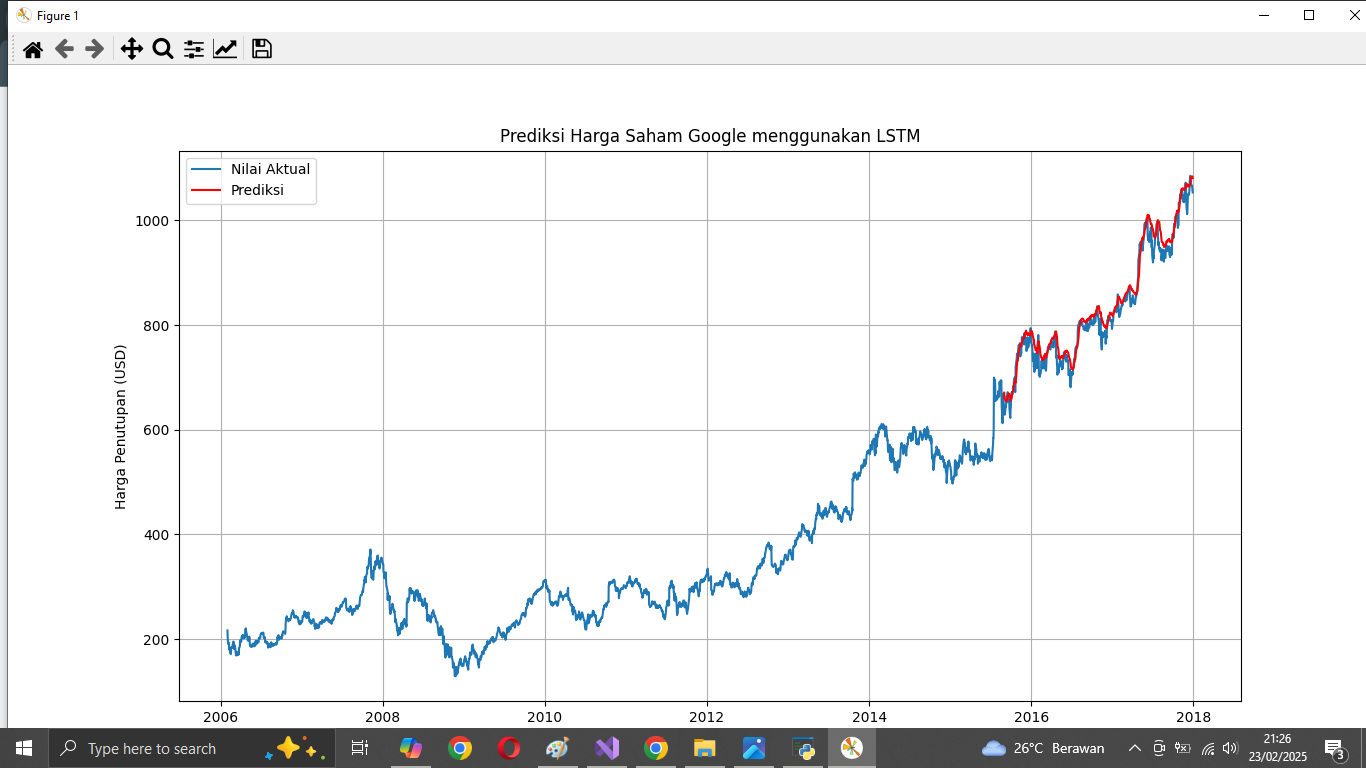 Figure 1
Prediksi Harga Saham Google menggunakan LSTM
Nilai Aktual
Prediksi
Harga Penutupan (USD)
1000
800
600
400
200
2006 2008 2010 2012 2014 2016 2018
Type here to search
26°C Berawan
21:26
23/02/2025
3